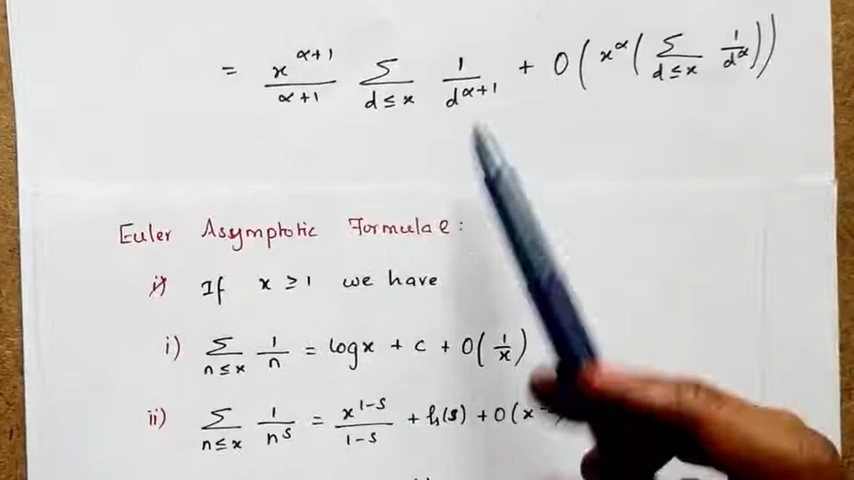 = x^{α+1}/α+1 Σ_{d≤x} 1/d^{α+1} + O(x^α(Σ_{d≤x} 1/d^α))
Euler Asymptotic Formulae:
i) If x ≥ 1 we have
i) Σ_{n≤x} 1/n = log x + c + O(1/x)
ii) Σ_{n≤x} 1/n^s = x^{1-s}/1-s + ℓ(s) + O(x^-